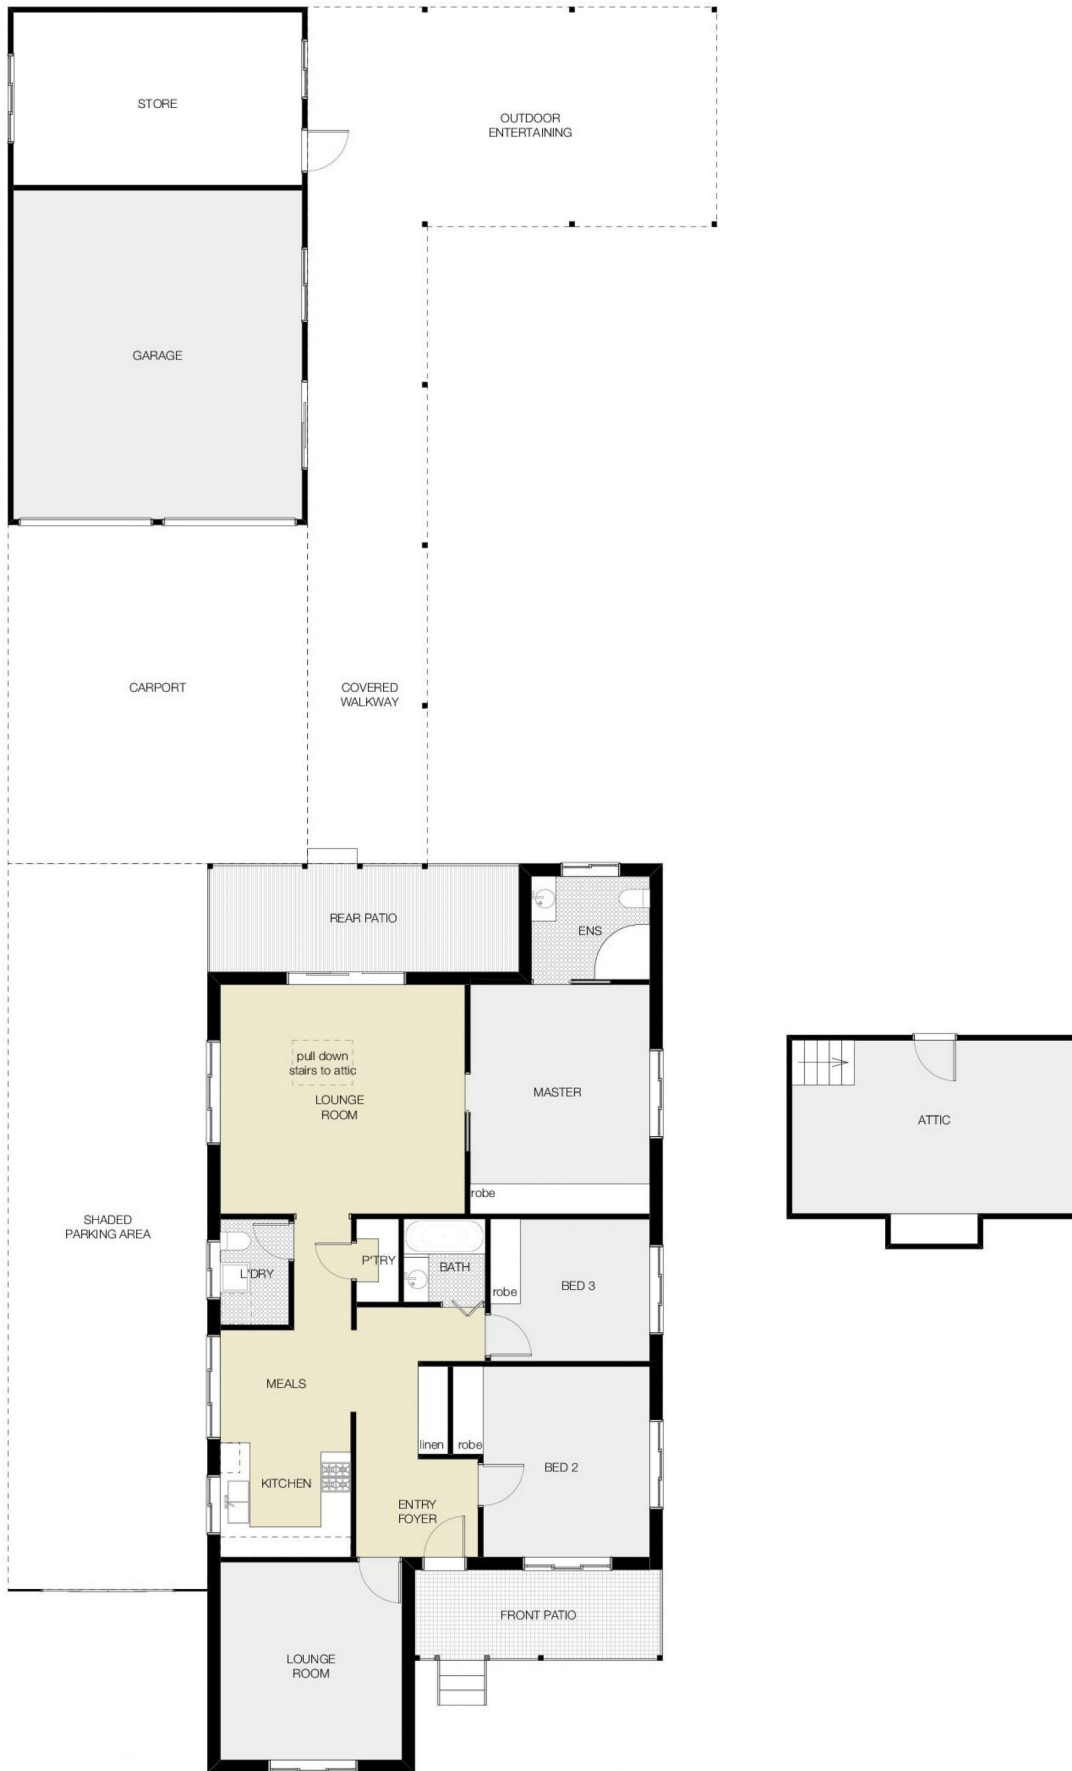 STORE
OUTDOOR
ENTERTAINING
GARAGE
CARPORT
COVERED
WALKWAY
REAR PATIO
ENS
pull down
stairs to attic
LOUNGE
ROOM
MASTER
robe
ATTIC
SHADED
PARKING AREA
L'DRY
P'TRY
BATH
robe
BED 3
MEALS
linen
robe
BED 2
KITCHEN
ENTRY
FOYER
FRONT PATIO
LOUNGE
ROOM